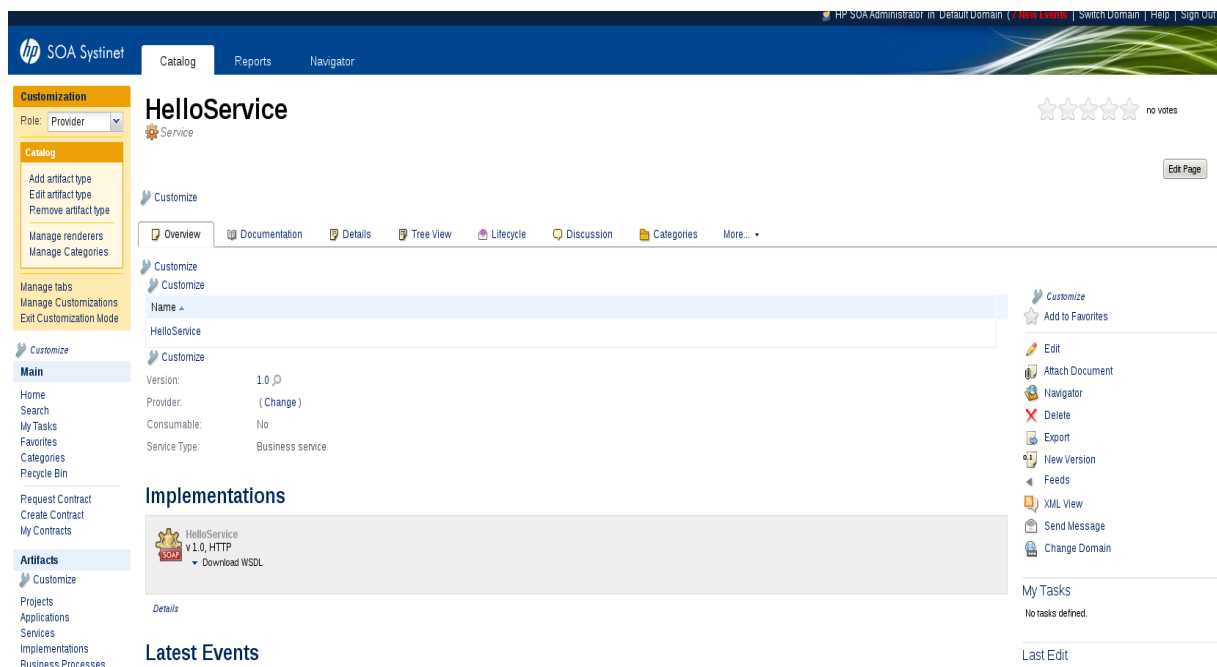 HP SOA Administrator in Default Domain (7 New Events | Switch Domain | Help | Sign Out
hp SOA Systinet
Catalog Reports Navigator
Customization
Role: Provider
Catalog
Add artifact type
Edit artifact type
Remove artifact type
Manage renderers
Manage Categories
Manage tabs
Manage Customizations
Exit Customization Mode
Customize
Main
Home
Search
My Tasks
Favorites
Categories
Recycle Bin
Request Contract
Create Contract
My Contracts
Artifacts
Customize
Projects
Applications
Services
Implementations
Business Processes
HelloService
Service
no votes
Edit Page
Customize
Overview Documentation Details Tree View Lifecycle Discussion Categories More...
Customize
Customize
Name
HelloService
Customize
Version: 1.0
Provider: (Change)
Consumable: No
Service Type: Business service
Implementations
HelloService
SOAP v 1.0, HTTP
Download WSDL
Details
Latest Events
Customize
Add to Favorites
Edit
Attach Document
Navigator
Delete
Export
0.1 New Version
Feeds
XML View
Send Message
Change Domain
My Tasks
No tasks defined.
Last Edit